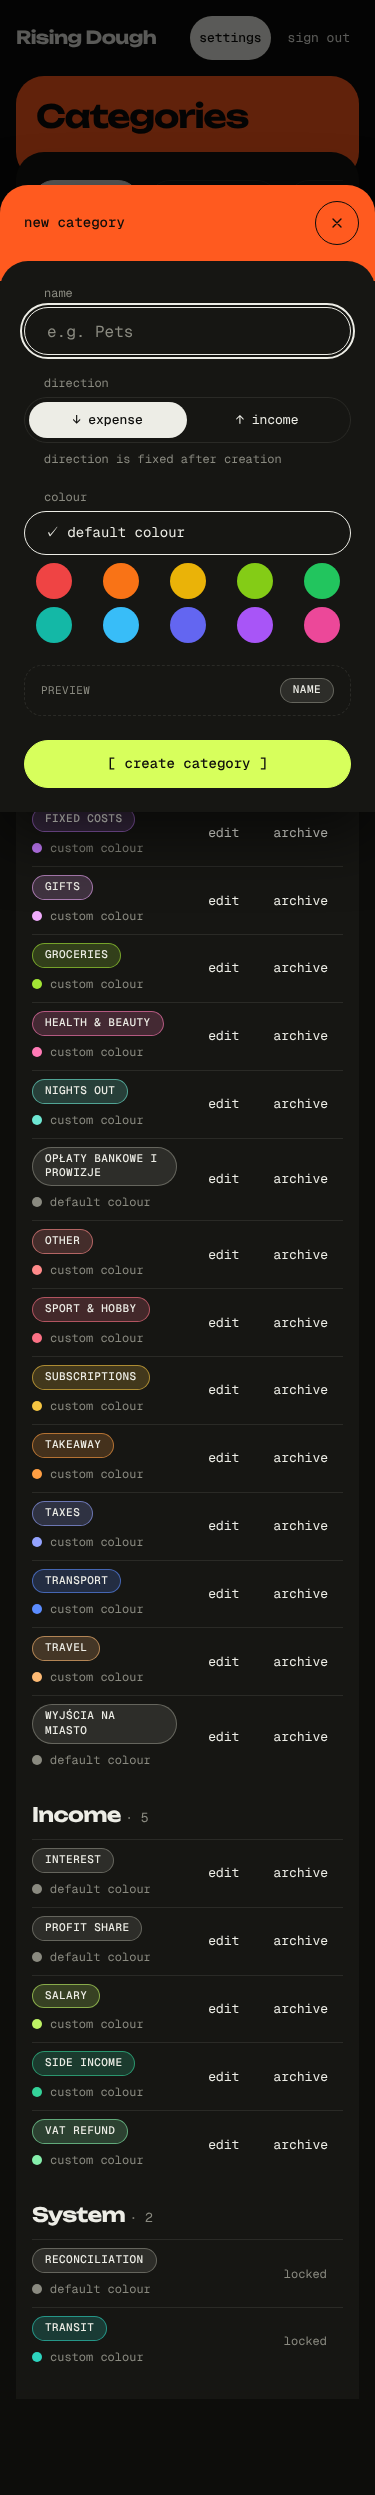 Rising Dough
settings
sign out
Categories
new category
name
e.g. Pets
direction
↓ expense
↑ income
direction is fixed after creation
colour
✓ default colour
PREVIEW
NAME
[ create category ]
FIXED COSTS
custom colour
edit
archive
GIFTS
custom colour
edit
archive
GROCERIES
custom colour
edit
archive
HEALTH & BEAUTY
custom colour
edit
archive
NIGHTS OUT
custom colour
edit
archive
OPŁATY BANKOWE I
PROWIZJE
default colour
edit
archive
OTHER
custom colour
edit
archive
SPORT & HOBBY
custom colour
edit
archive
SUBSCRIPTIONS
custom colour
edit
archive
TAKEAWAY
custom colour
edit
archive
TAXES
custom colour
edit
archive
TRANSPORT
custom colour
edit
archive
TRAVEL
custom colour
edit
archive
WYJŚCIA NA
MIASTO
default colour
edit
archive
Income · 5
INTEREST
default colour
edit
archive
PROFIT SHARE
default colour
edit
archive
SALARY
custom colour
edit
archive
SIDE INCOME
custom colour
edit
archive
VAT REFUND
custom colour
edit
archive
System · 2
RECONCILIATION
default colour
locked
TRANSIT
custom colour
locked